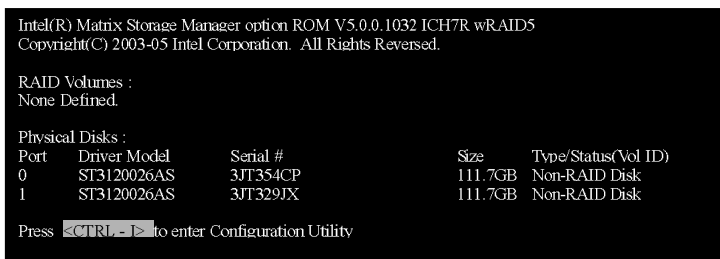 Intel(R) Matrix Storage Manager option ROM V5.0.0.1032 ICH7R wRAID5
Copyright(C) 2003-05 Intel Corporation. All Rights Reversed.
RAID Volumes :
None Defined.
Physical Disks :
Port Driver Model Serial # Size Type/Status(Vol ID)
0 ST3120026AS 3JT354CP 111.7GB Non-RAID Disk
1 ST3120026AS 3JT329JX 111.7GB Non-RAID Disk
Press <CTRL - I> to enter Configuration Utility